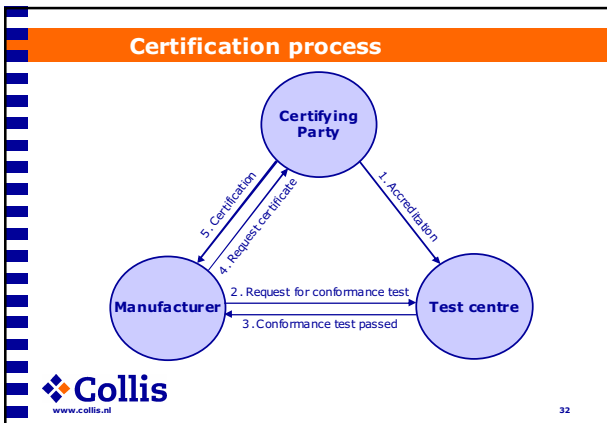 Certification process
Certifying
Party
5. Certification
4. Request certificate
1. Accreditation
Manufacturer
2. Request for conformance test
3. Conformance test passed
Test centre
Collis
www.collis.nl
32